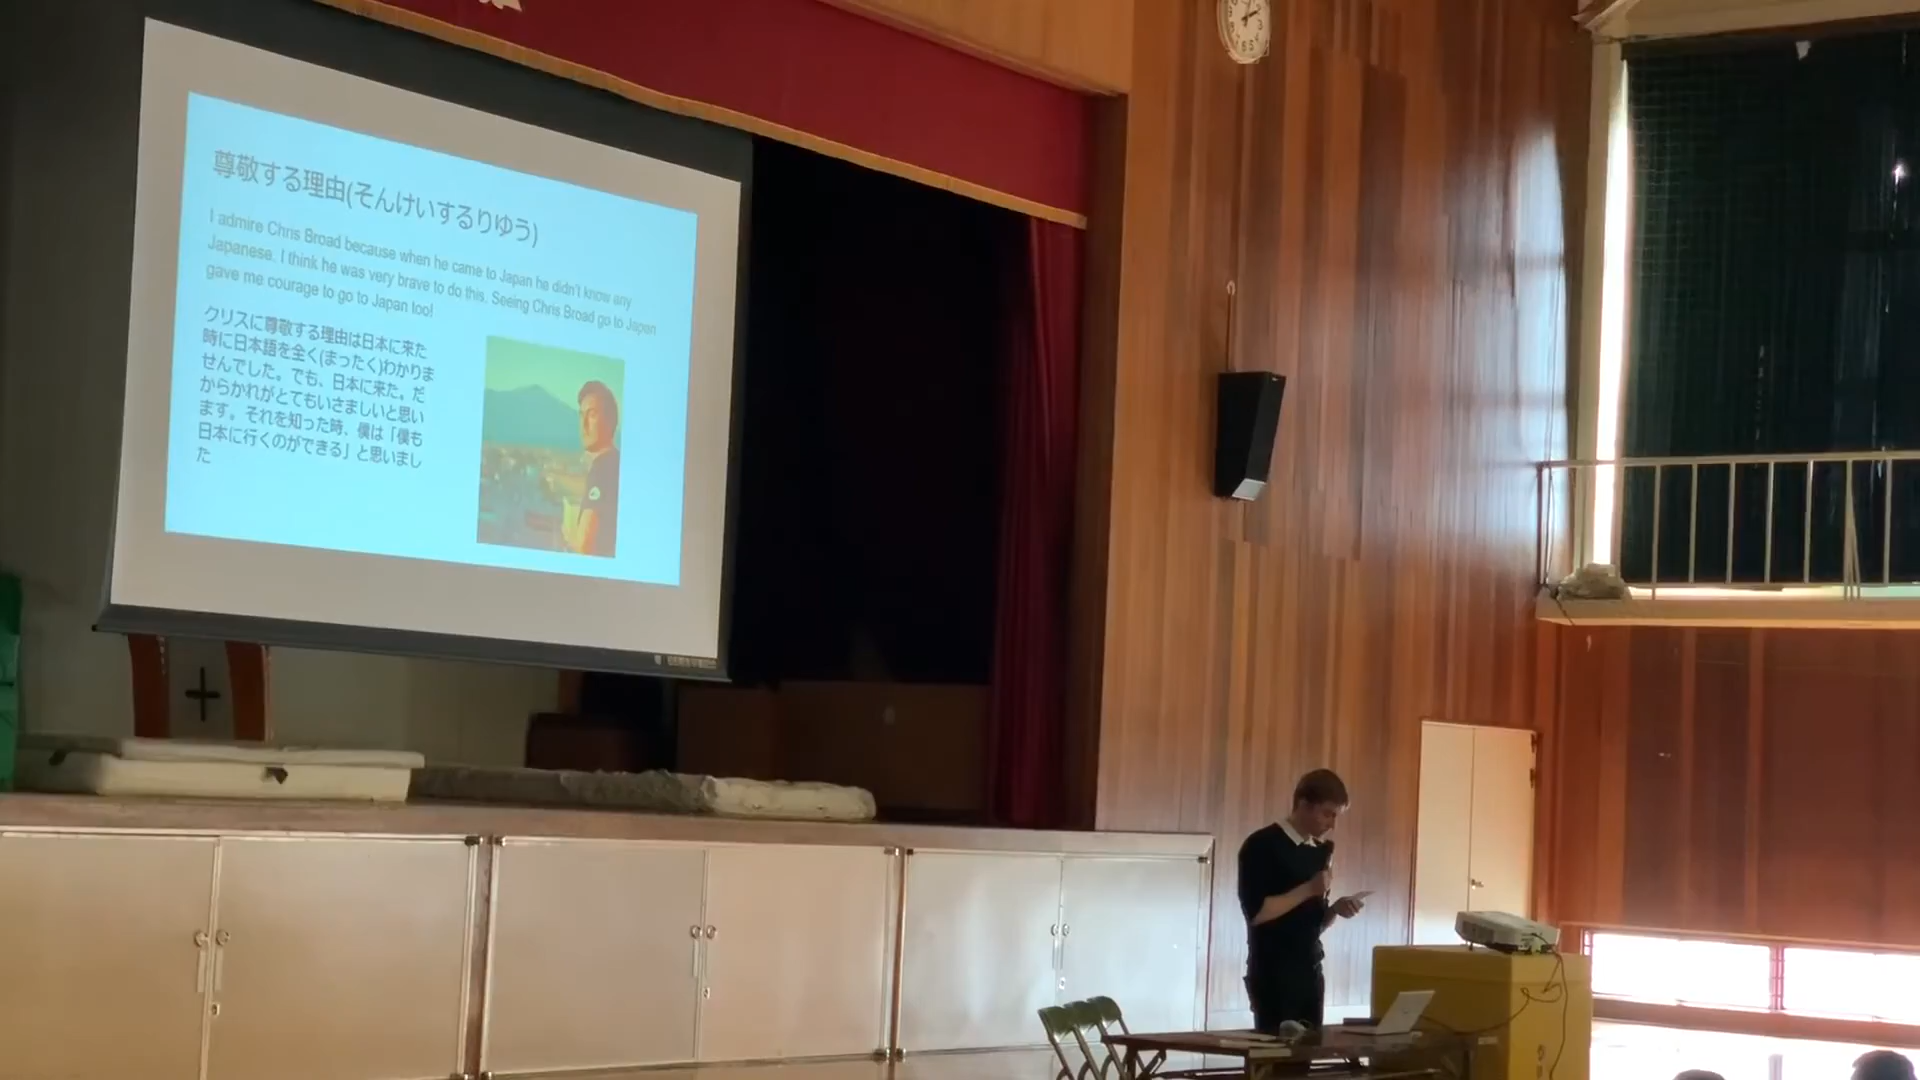 尊敬する理由(そんけいするりゆう)
I admire Chris Broad because when he came to Japan he didn't know any
Japanese. I think he was very brave to do this. Seeing Chris Broad go to Japan
gave me courage to go to Japan too!
クリスに尊敬する理由は日本に来た
時に日本語を全く(まったく)わかりま
せんでした。でも、日本に来た。だ
からかれがとてもいさましいと思い
ます。それを知った時、僕は「僕も
日本に行くのができる」と思いまし
た